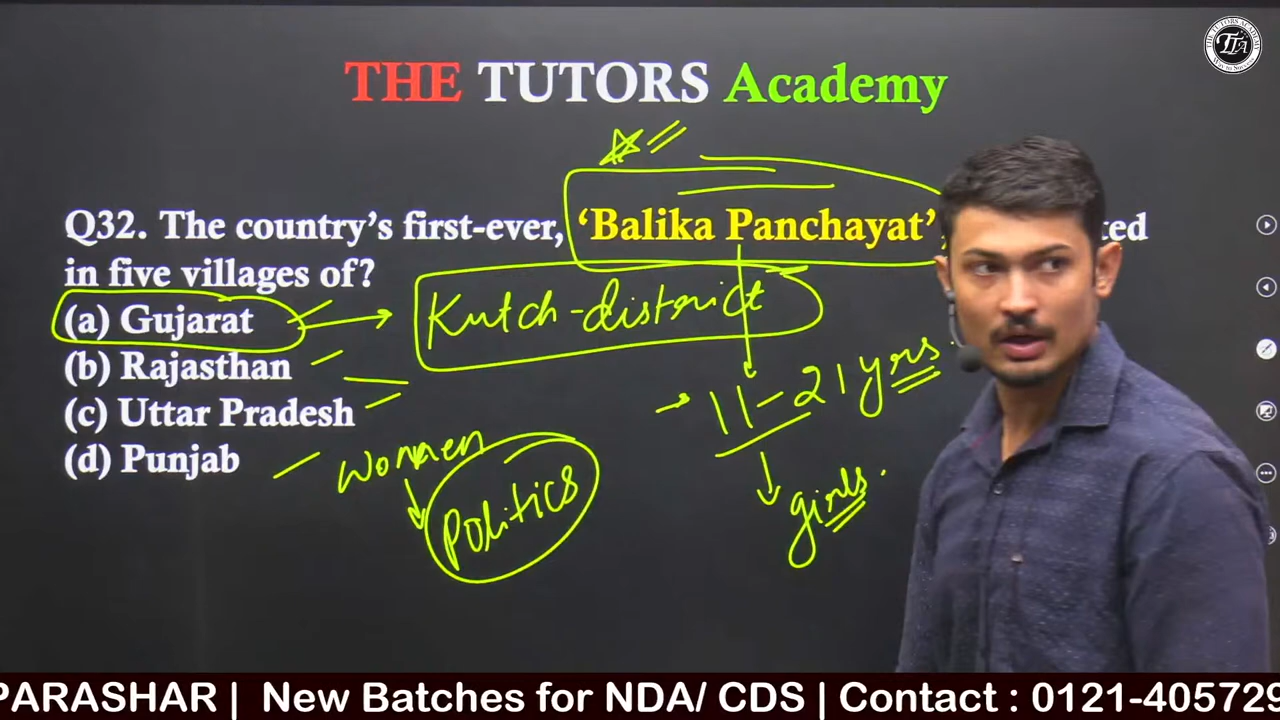 THE TUTORS Academy
Q32. The country's first-ever, 'Balika Panchayat', ted
in five villages of?
(a) Gujarat
Kutch-district
(b) Rajasthan
11-21 yrs.
(c) Uttar Pradesh
(d) Punjab
women
Politics
girls.
PARASHAR | New Batches for NDA/ CDS | Contact : 0121-405729